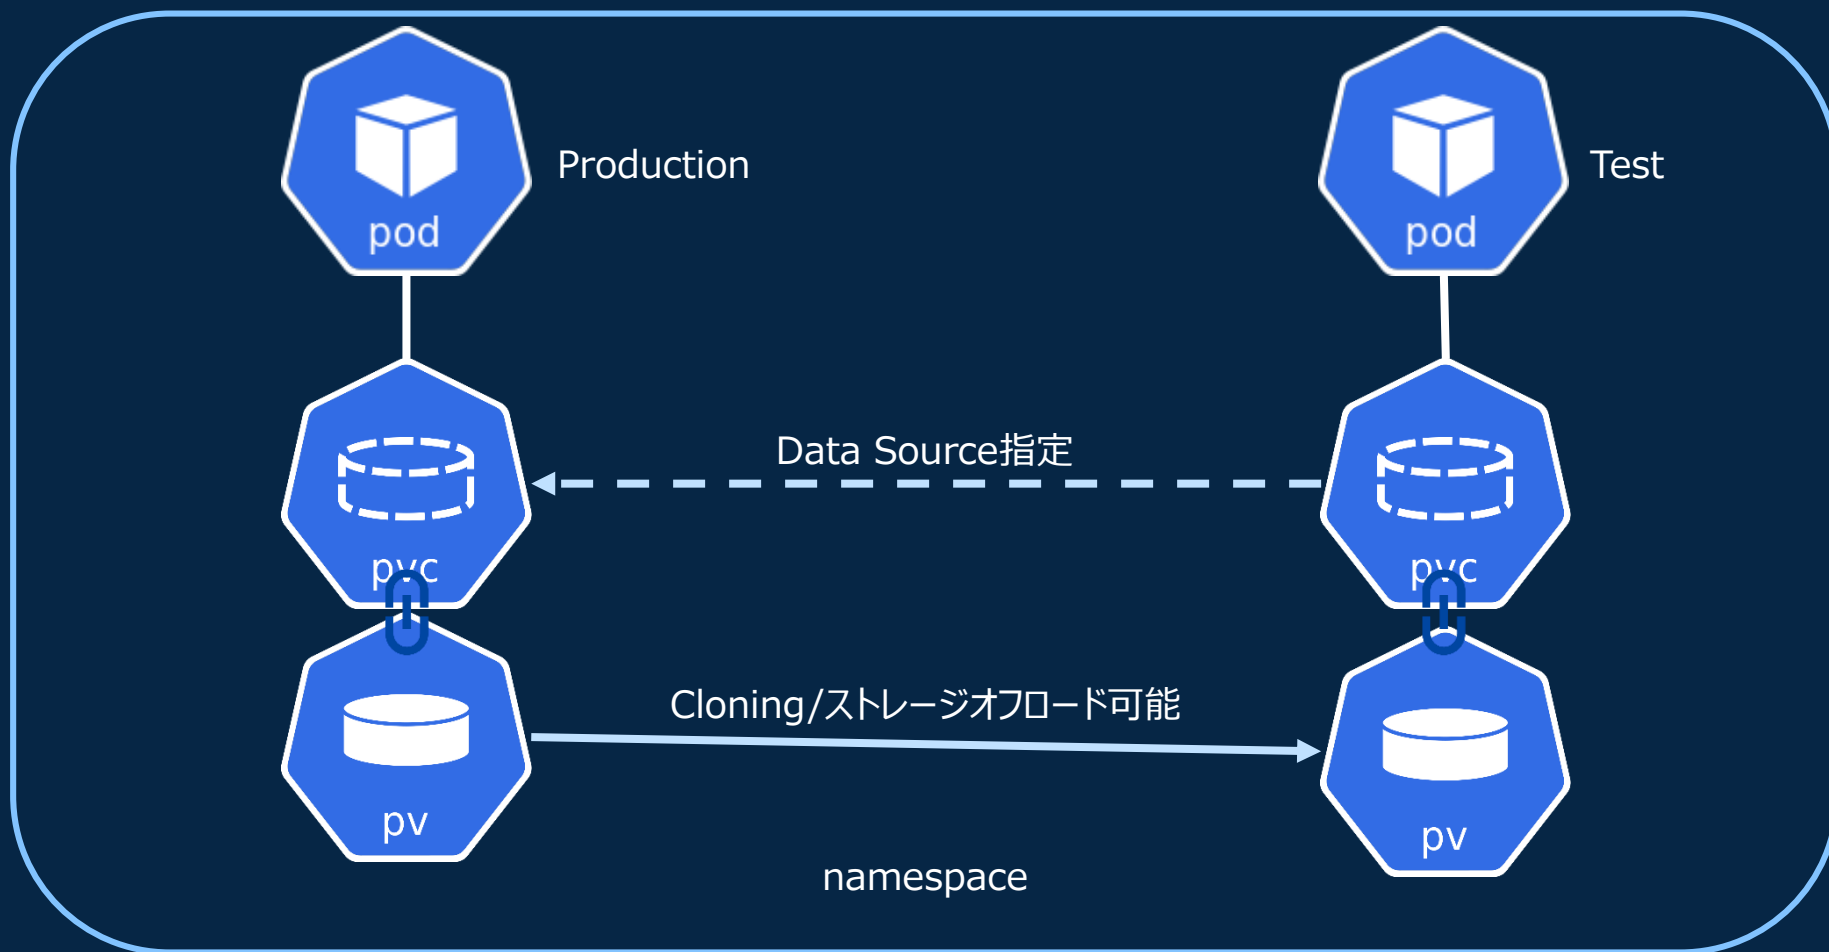 Production
Test
pod
pod
Data Source指定
pvc
pvc
Cloning/ストレージオフロード可能
pv
pv
namespace